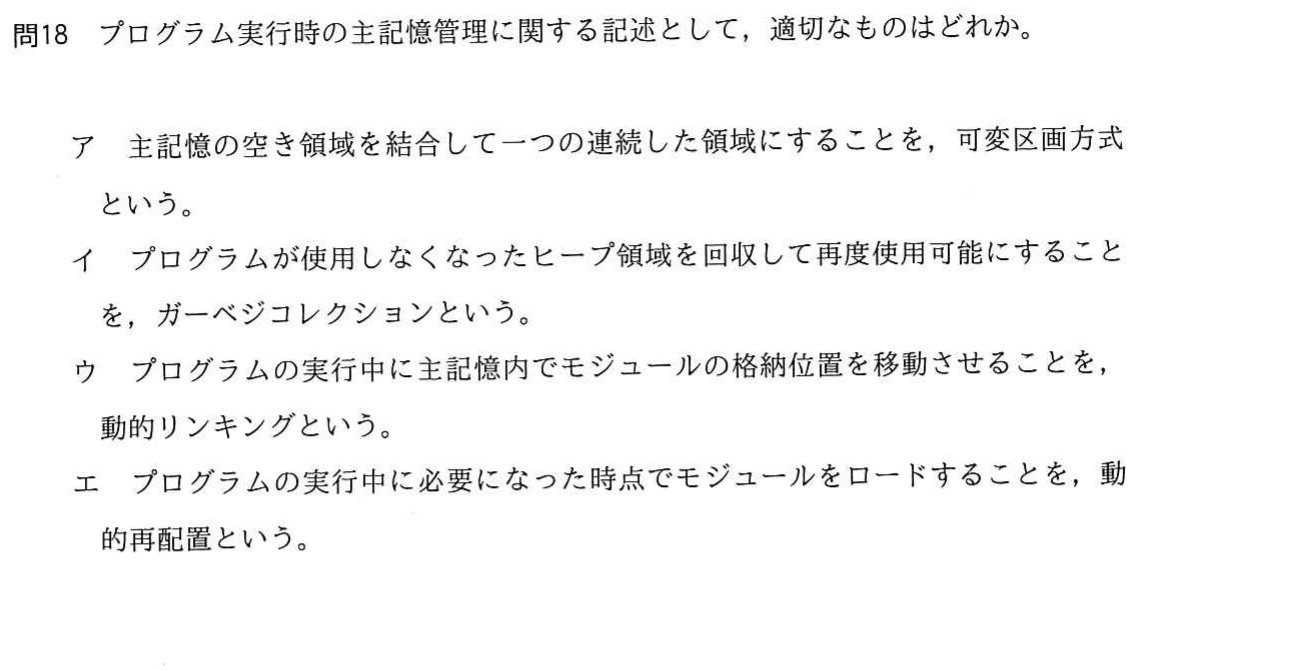 問18 プログラム実行時の主記憶管理に関する記述として，適切なものはどれか。
ア 主記憶の空き領域を結合して一つの連続した領域にすることを，可変区画方式
という。
イ プログラムが使用しなくなったヒープ領域を回収して再度使用可能にすること
を，ガーベジコレクションという。
ウ プログラムの実行中に主記憶内でモジュールの格納位置を移動させることを，
動的リンキングという。
エ プログラムの実行中に必要になった時点でモジュールをロードすることを，動
的再配置という。